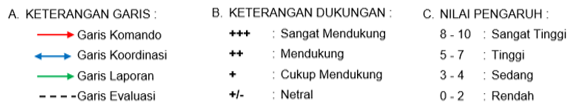 A. KETERANGAN GARIS :
Garis Komando
Garis Koordinasi
Garis Laporan
Garis Evaluasi
B. KETERANGAN DUKUNGAN :
+++ : Sangat Mendukung
++ : Mendukung
+ : Cukup Mendukung
+/- : Netral
C. NILAI PENGARUH :
8 - 10 : Sangat Tinggi
5 - 7 : Tinggi
3 - 4 : Sedang
0 - 2 : Rendah